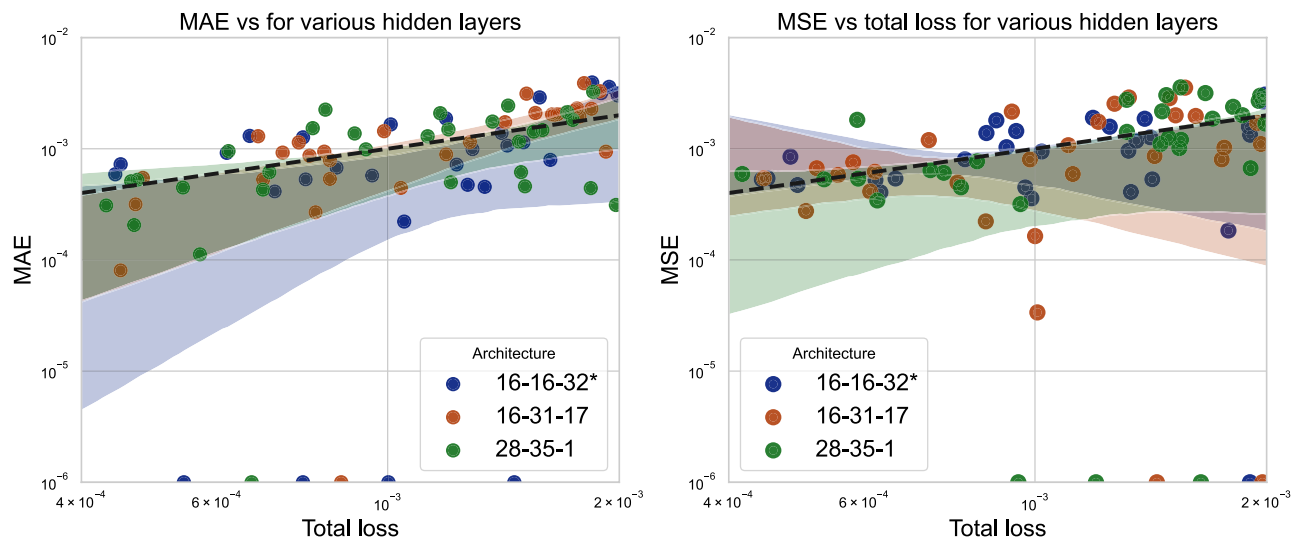 MAE vs for various hidden layers
10⁻²
10⁻³
10⁻⁴
10⁻⁵
10⁻⁶
MAE
Architecture
16-16-32*
16-31-17
28-35-1
4 × 10⁻⁴
6 × 10⁻⁴
10⁻³
2 × 10⁻³
Total loss
MSE vs total loss for various hidden layers
10⁻²
10⁻³
10⁻⁴
10⁻⁵
10⁻⁶
MSE
Architecture
16-16-32*
16-31-17
28-35-1
4 × 10⁻⁴
6 × 10⁻⁴
10⁻³
2 × 10⁻³
Total loss